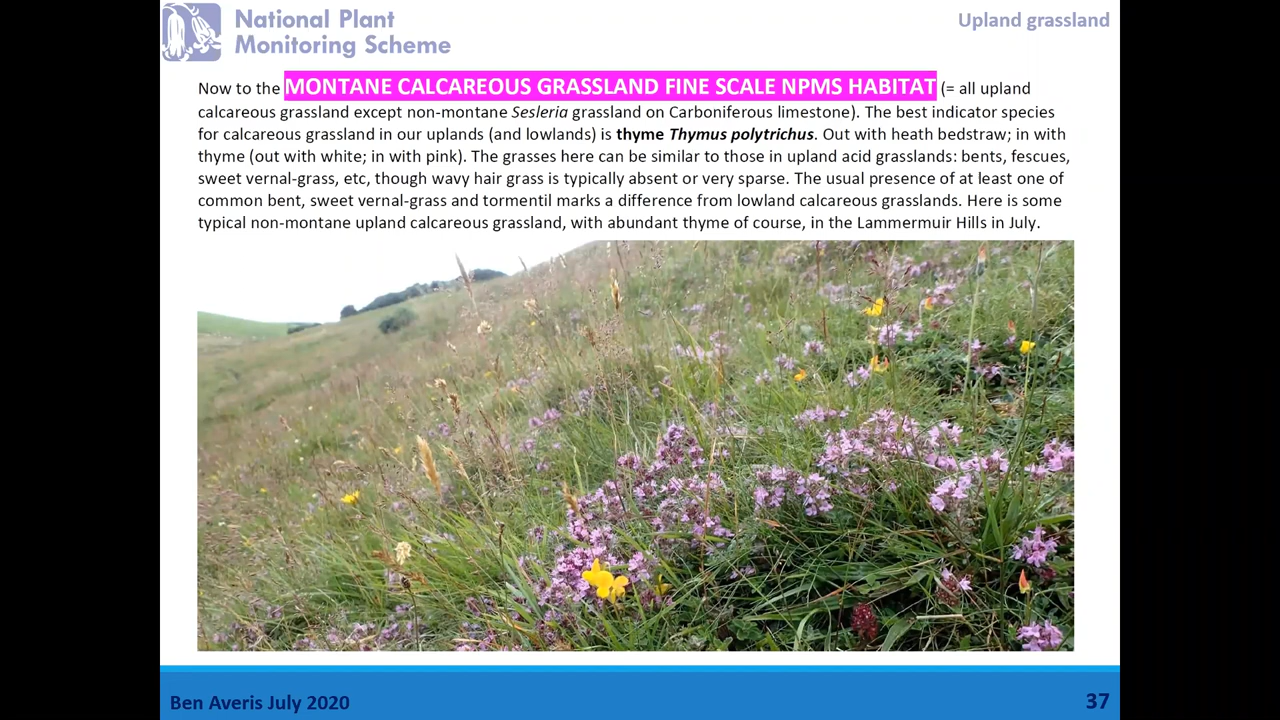 National Plant
Monitoring Scheme
Upland grassland
Now to the MONTANE CALCAREOUS GRASSLAND FINE SCALE NPMS HABITAT (= all upland
calcareous grassland except non-montane Sesleria grassland on Carboniferous limestone). The best indicator species
for calcareous grassland in our uplands (and lowlands) is thyme Thymus polytrichus. Out with heath bedstraw; in with
thyme (out with white; in with pink). The grasses here can be similar to those in upland acid grasslands: bents, fescues,
sweet vernal-grass, etc, though wavy hair grass is typically absent or very sparse. The usual presence of at least one of
common bent, sweet vernal-grass and tormentil marks a difference from lowland calcareous grasslands. Here is some
typical non-montane upland calcareous grassland, with abundant thyme of course, in the Lammermuir Hills in July.
Ben Averis July 2020
37